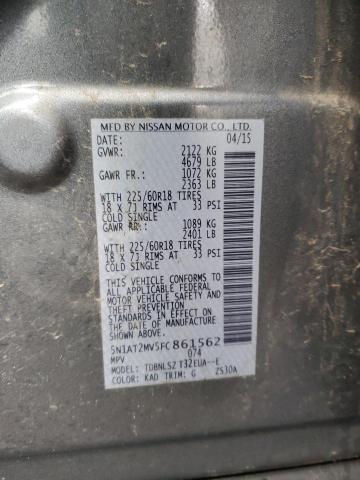 MFD BY NISSAN MOTOR CO., LTD.
DATE: 04/15
GVWR: 2122 KG
4679 LB
GAWR FR.: 1072 KG
2363 LB
WITH 225/60R18 TIRES
18 X 7J RIMS AT 33 PSI
COLD SINGLE
GAWR RR.: 1089 KG
2401 LB
WITH 225/60R18 TIRES
18 X 7J RIMS AT 33 PSI
COLD SINGLE
THIS VEHICLE CONFORMS TO
ALL APPLICABLE FEDERAL
MOTOR VEHICLE SAFETY AND
THEFT PREVENTION
STANDARDS IN EFFECT ON
THE DATE OF MANUFACTURE
SHOWN ABOVE.
5N1AT2MV5FC861562
MPV 074
MODEL: TDBNLSZ T32EUA--E
COLOR: KAD TRIM: G ZS30A